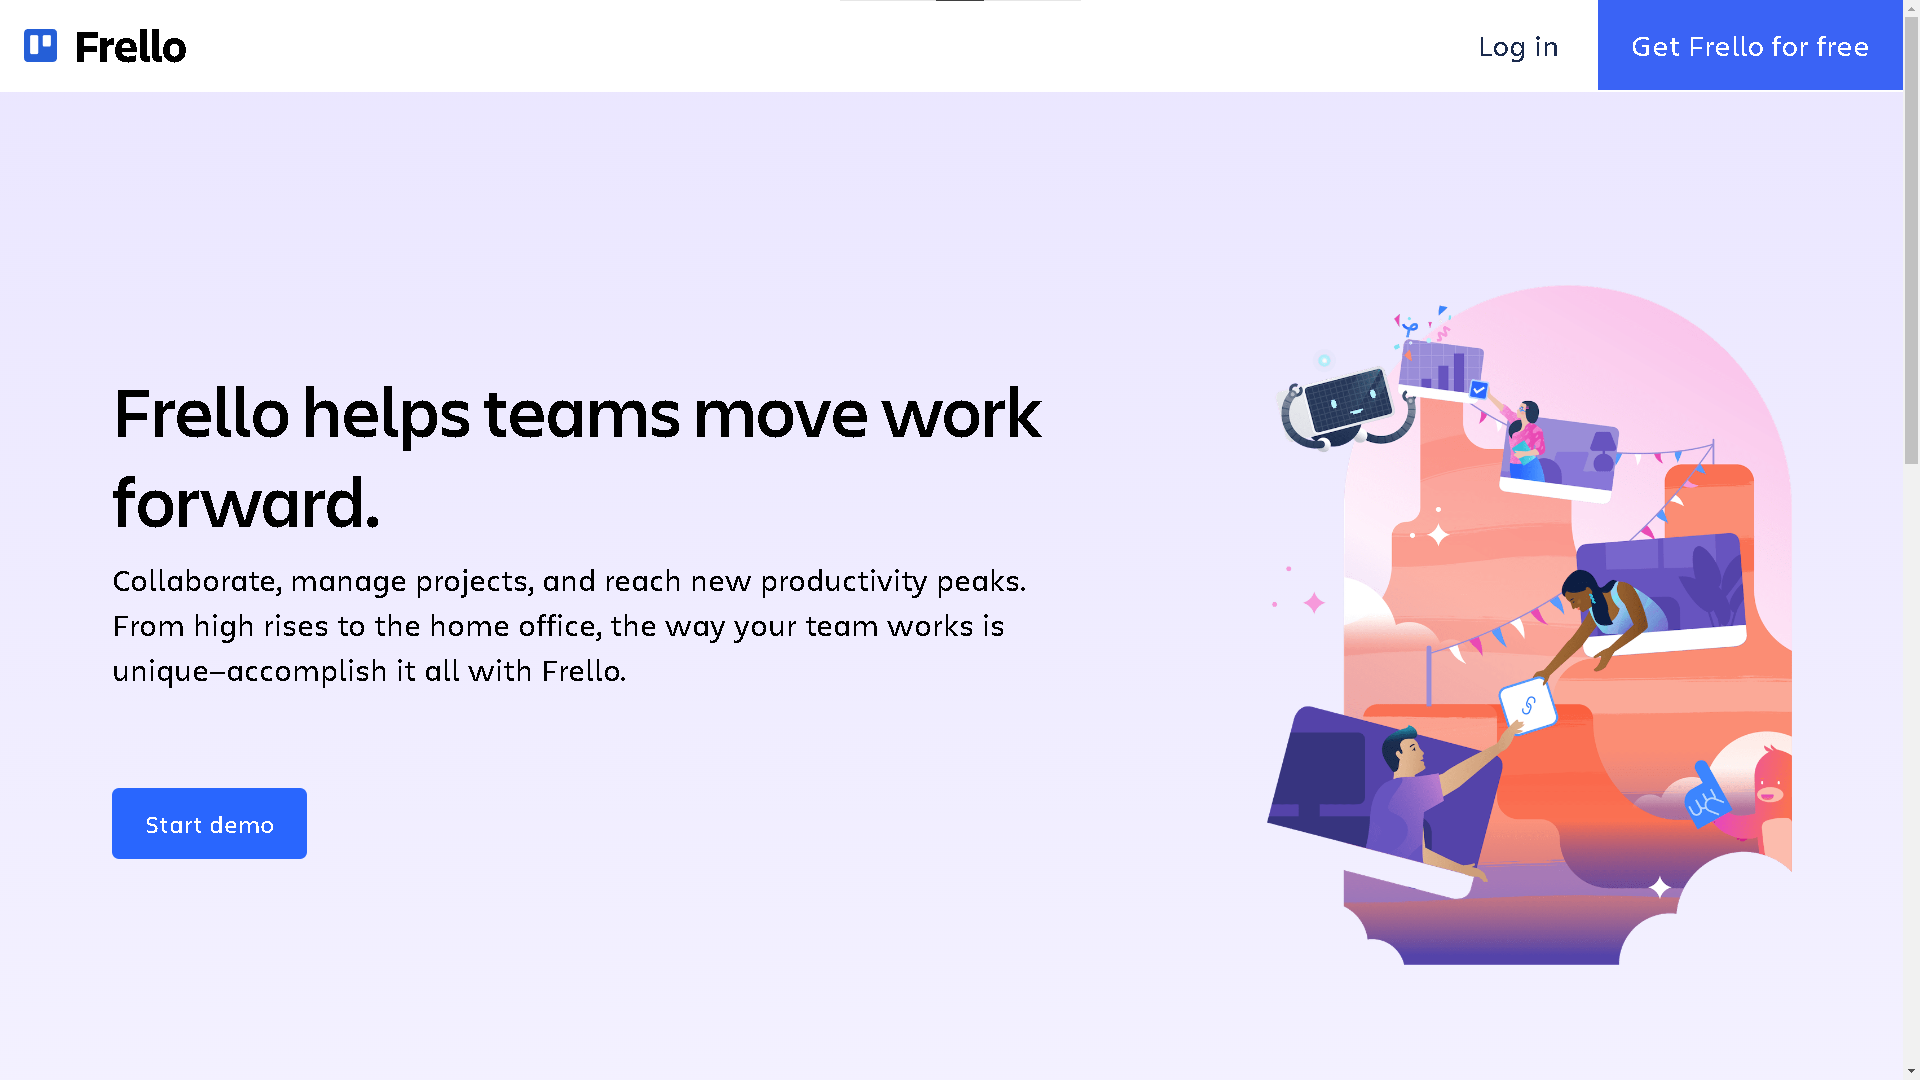 Frello
Log in
Get Frello for free
Frello helps teams move work
forward.
Collaborate, manage projects, and reach new productivity peaks.
From high rises to the home office, the way your team works is
unique—accomplish it all with Frello.
Start demo